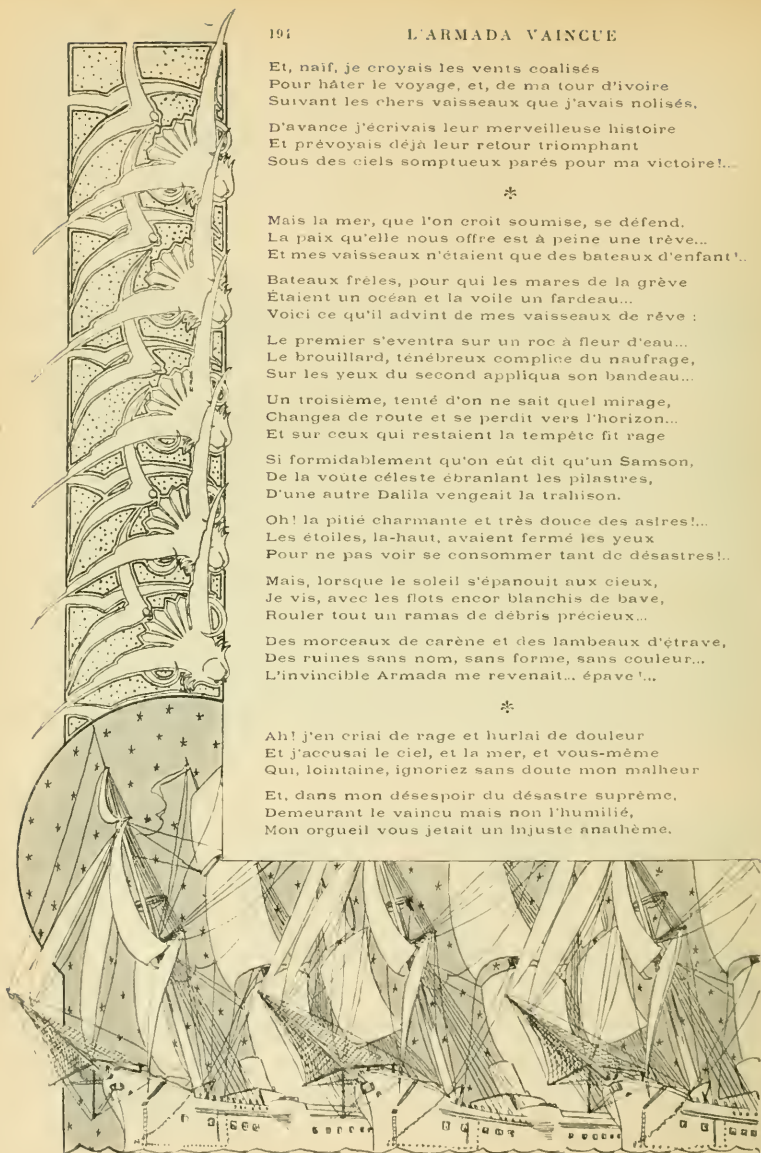 194
L'ARMADA VAINCUE
Et, naïf, je croyais les vents coalisés
Pour hâter le voyage, et, de ma tour d'ivoire
Suivant les chers vaisseaux que j'avais nolisés,
D'avance j'écrivais leur merveilleuse histoire
Et prévoyais déjà leur retour triomphant
Sous des ciels somptueux parés pour ma victoire!...
*
Mais la mer, que l'on croit soumise, se défend.
La paix qu'elle nous offre est à peine une trêve...
Et mes vaisseaux n'étaient que des bateaux d'enfant!..
Bateaux frêles, pour qui les mares de la grève
Étaient un océan et la voile un fardeau...
Voici ce qu'il advint de mes vaisseaux de rêve :
Le premier s'eventra sur un roc à fleur d'eau...
Le brouillard, ténébreux complice du naufrage,
Sur les yeux du second appliqua son bandeau...
Un troisième, tenté d'on ne sait quel mirage,
Changea de route et se perdit vers l'horizon...
Et sur ceux qui restaient la tempête fit rage
Si formidablement qu'on eût dit qu'un Samson,
De la voûte céleste ébranlant les pilastres,
D'une autre Dalila vengeait la trahison.
Oh! la pitié charmante et très douce des astres!...
Les étoiles, la-haut, avaient fermé les yeux
Pour ne pas voir se consommer tant de désastres!..
Mais, lorsque le soleil s'épanouit aux cieux,
Je vis, avec les flots encor blanchis de bave,
Rouler tout un ramas de débris précieux...
Des morceaux de carène et des lambeaux d'étrave,
Des ruines sans nom, sans forme, sans couleur...
L'invincible Armada me revenait... épave!...
*
Ah! j'en criai de rage et hurlai de douleur
Et j'accusai le ciel, et la mer, et vous-même
Qui, lointaine, ignoriez sans doute mon malheur
Et, dans mon désespoir du désastre suprême,
Demeurant le vaincu mais non l'humilié,
Mon orgueil vous jetait un injuste anathème.